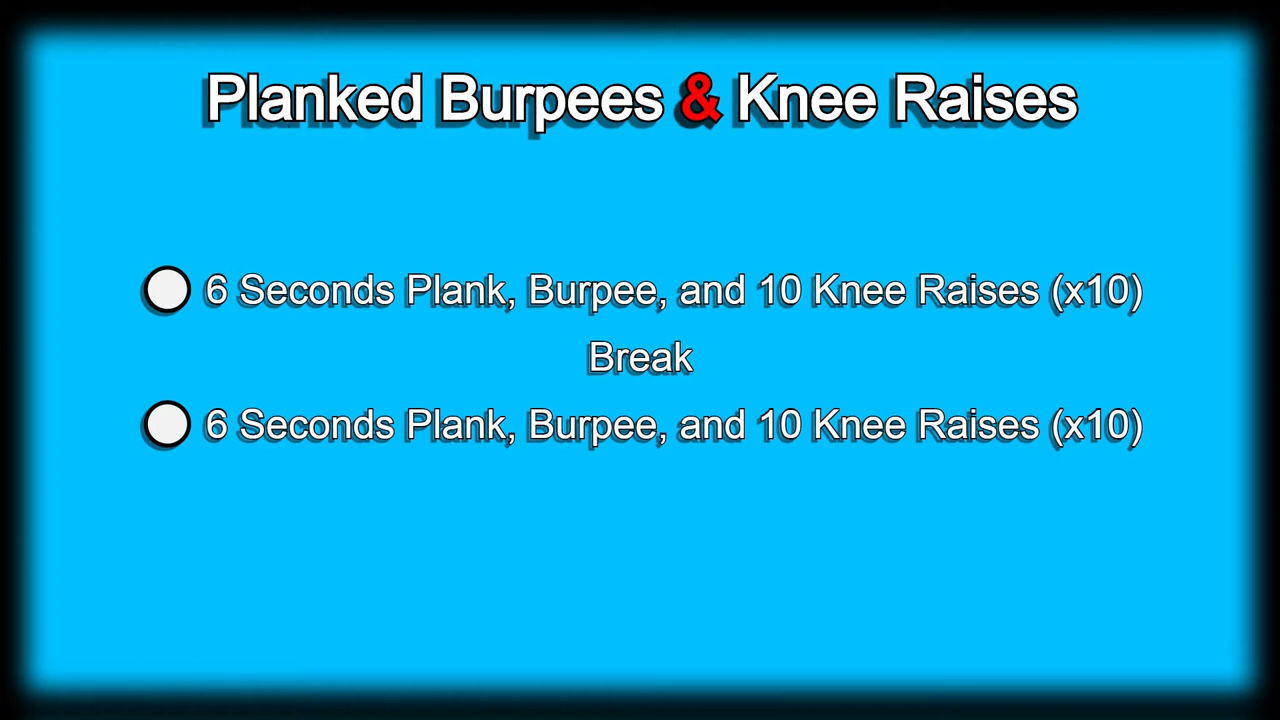 Planked Burpees & Knee Raises
6 Seconds Plank, Burpee, and 10 Knee Raises (x10)
Break
6 Seconds Plank, Burpee, and 10 Knee Raises (x10)